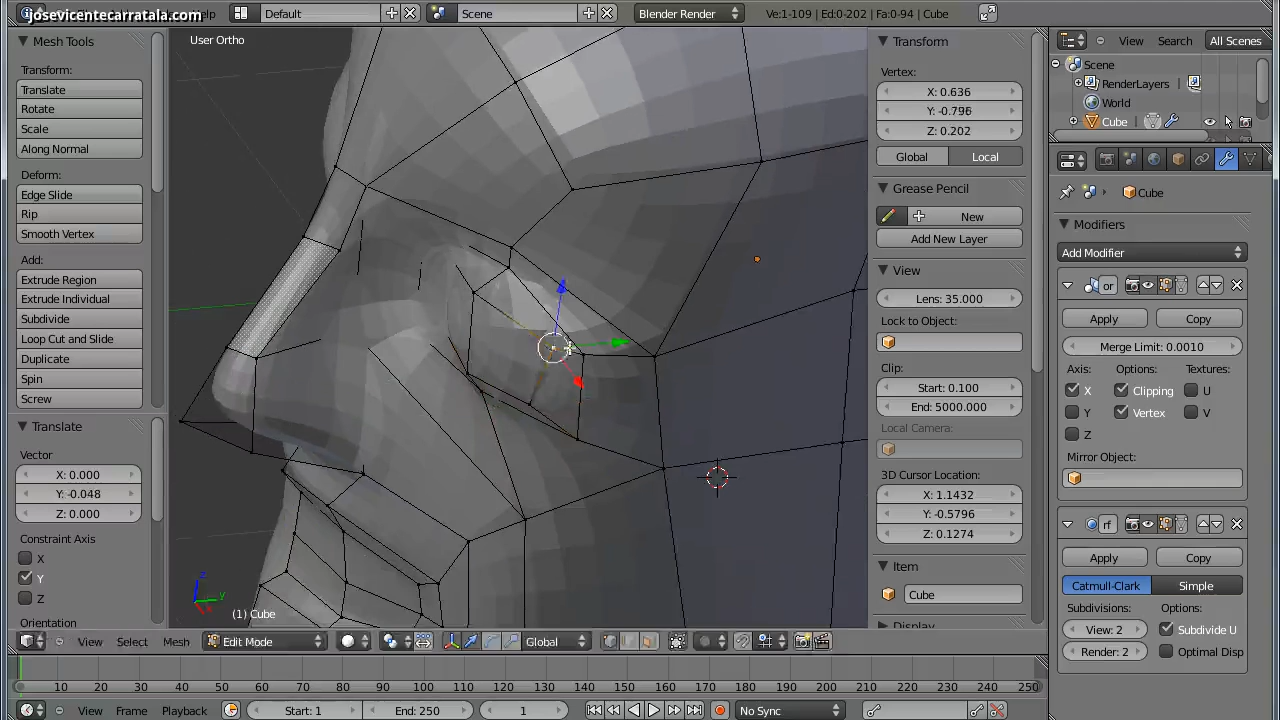 josevicentecarratala.com
Help
Default
Scene
Blender Render
Ve:1-109 | Ed:0-202 | Fa:0-94 | Cube
Mesh Tools
Transform:
Translate
Rotate
Scale
Along Normal
Deform:
Edge Slide
Rip
Smooth Vertex
Add:
Extrude Region
Extrude Individual
Subdivide
Loop Cut and Slide
Duplicate
Spin
Screw
Translate
Vector
X: 0.000
Y: -0.048
Z: 0.000
Constraint Axis
X
Y
Z
Orientation
User Ortho
z
y
(1) Cube
Transform
Vertex:
X: 0.636
Y: -0.796
Z: 0.202
Global
Local
Grease Pencil
New
Add New Layer
View
Lens: 35.000
Lock to Object:
Clip:
Start: 0.100
End: 5000.000
Local Camera:
3D Cursor Location:
X: 1.1432
Y: -0.5796
Z: 0.1274
Item
Cube
Display
View
Search
All Scenes
Scene
RenderLayers
World
Cube
Cube
Modifiers
Add Modifier
or
Apply
Copy
Merge Limit: 0.0010
Axis:
Options:
Textures:
X
Clipping
U
Y
Vertex
V
Z
Mirror Object:
rf
Apply
Copy
Catmull-Clark
Simple
Subdivisions:
Options:
View: 2
Subdivide U
Render: 2
Optimal Disp
View
Select
Mesh
Edit Mode
Global
0 10 20 30 40 50 60 70 80 90 100 110 120 130 140 150 160 170 180 190 200 210 220 230 240 250
View
Frame
Playback
Start: 1
End: 250
1
No Sync